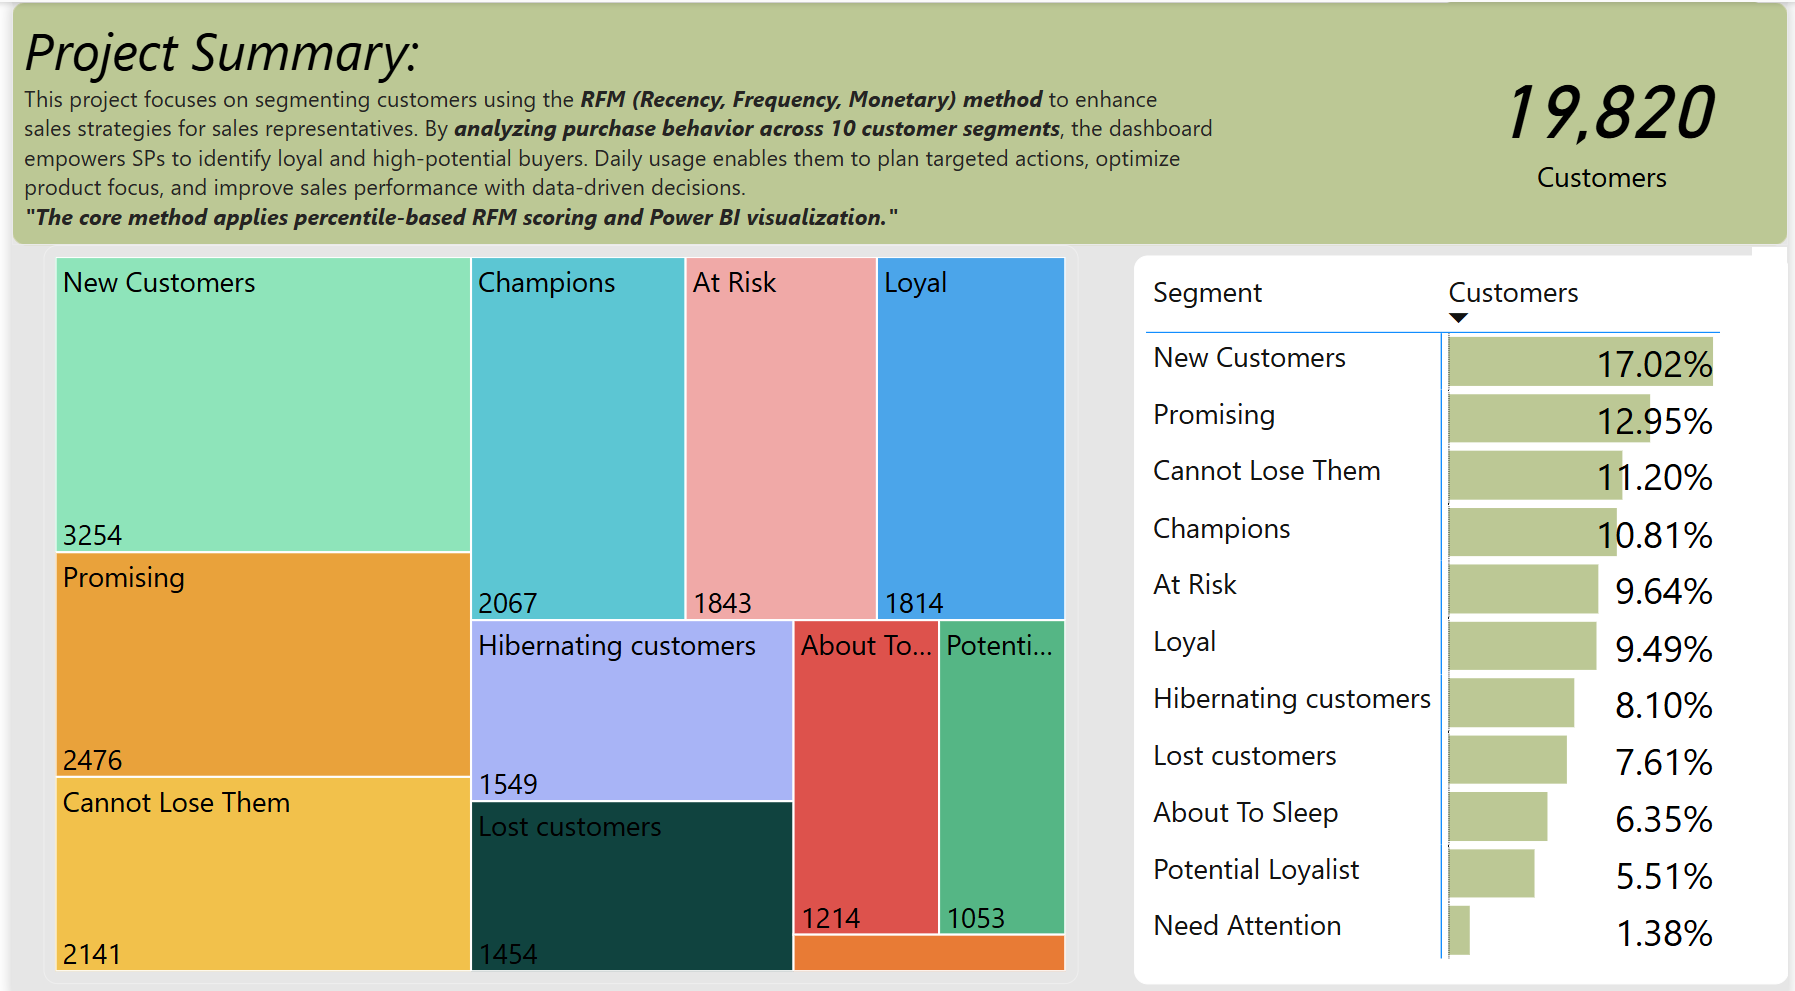 Project Summary:
This project focuses on segmenting customers using the RFM (Recency, Frequency, Monetary) method to enhance
sales strategies for sales representatives. By analyzing purchase behavior across 10 customer segments, the dashboard
empowers SPs to identify loyal and high-potential buyers. Daily usage enables them to plan targeted actions, optimize
product focus, and improve sales performance with data-driven decisions.
"The core method applies percentile-based RFM scoring and Power BI visualization."
19,820
Customers
New Customers
3254
Promising
2476
Cannot Lose Them
2141
Champions
2067
At Risk
1843
Loyal
1814
Hibernating customers
1549
Lost customers
1454
About To...
1214
Potenti...
1053
Segment Customers
New Customers 17.02%
Promising 12.95%
Cannot Lose Them 11.20%
Champions 10.81%
At Risk 9.64%
Loyal 9.49%
Hibernating customers 8.10%
Lost customers 7.61%
About To Sleep 6.35%
Potential Loyalist 5.51%
Need Attention 1.38%